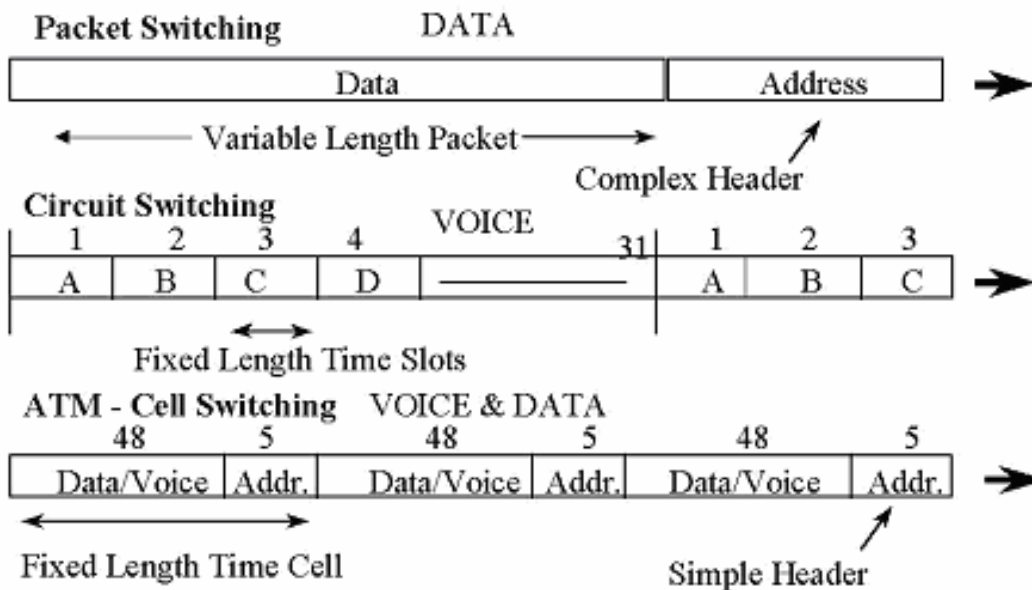 Packet Switching DATA
Data Address
Variable Length Packet
Complex Header
Circuit Switching
VOICE
1 2 3 4 31 1 2 3
A B C D A B C
Fixed Length Time Slots
ATM - Cell Switching VOICE & DATA
48 5 48 5 48 5
Data/Voice Addr. Data/Voice Addr. Data/Voice Addr.
Fixed Length Time Cell
Simple Header